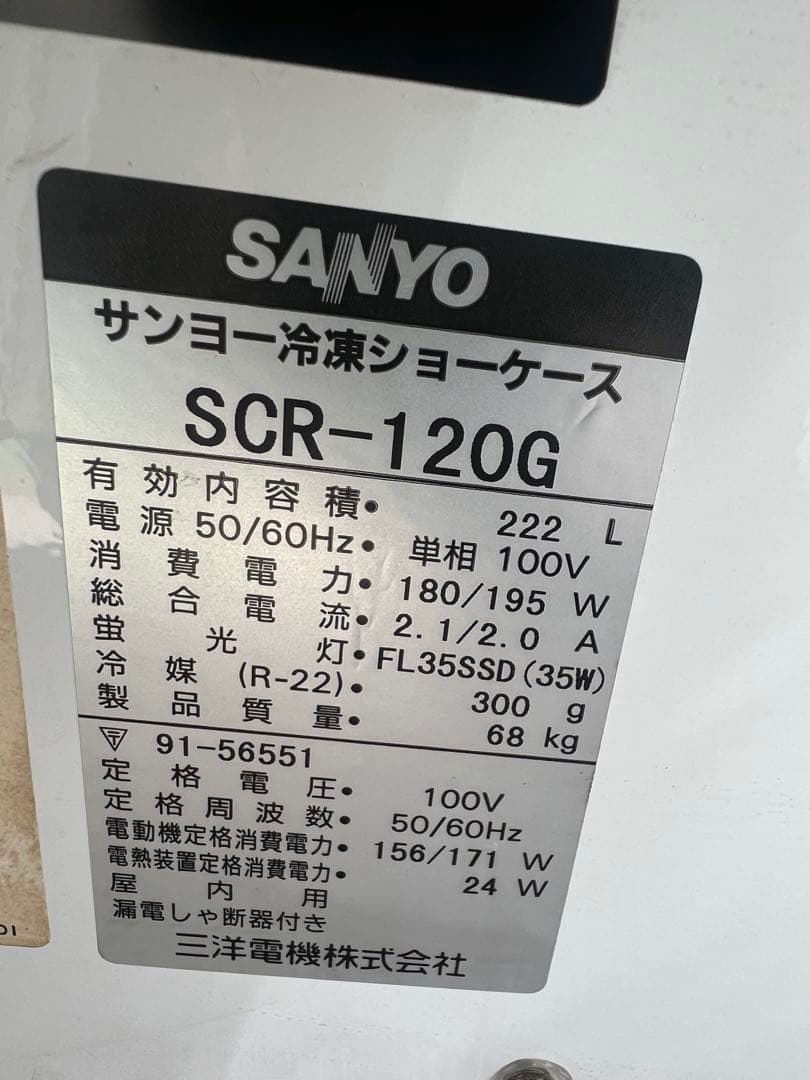 SANYO
サンヨー冷凍ショーケース
SCR-120G
有効内容積・ 222 L
電源 50/60Hz・ 単相 100V
消費電力・ 180/195 W
総合電流・ 2.1/2.0 A
蛍光灯・ FL35SSD(35W)
冷媒(R-22)・ 300 g
製品質量・ 68 kg
91-56551
定格電圧・ 100V
定格周波数・ 50/60Hz
電動機定格消費電力・ 156/171 W
電熱装置定格消費電力・ 24 W
屋内用
漏電しゃ断器付き
三洋電機株式会社